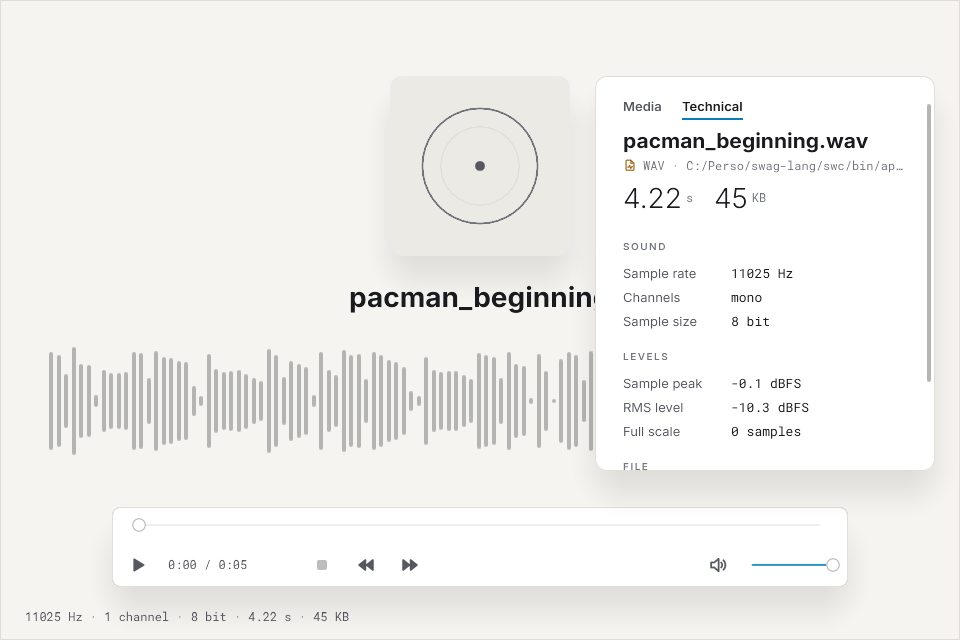 Media Technical
pacman_beginning.wav
WAV · C:/Perso/swag-lang/swc/bin/ap…
4.22 s 45 KB
SOUND
Sample rate 11025 Hz
Channels mono
Sample size 8 bit
LEVELS
Sample peak -0.1 dBFS
RMS level -10.3 dBFS
Full scale 0 samples
FILE
pacman_beginning
0:00 / 0:05
11025 Hz · 1 channel · 8 bit · 4.22 s · 45 KB